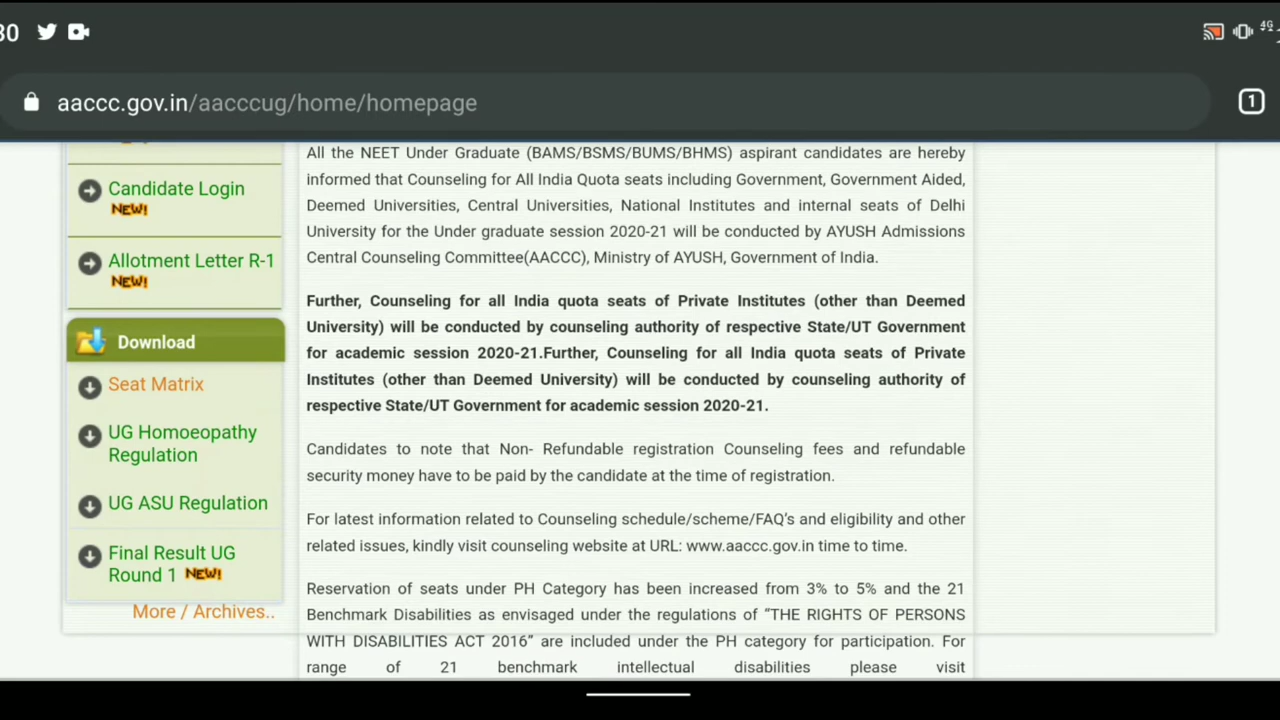 30
4G
aaccc.gov.in/aacccug/home/homepage
1
Candidate Login
NEW!
Allotment Letter R-1
NEW!
Download
Seat Matrix
UG Homoeopathy
Regulation
UG ASU Regulation
Final Result UG
Round 1 NEW!
More / Archives..
All the NEET Under Graduate (BAMS/BSMS/BUMS/BHMS) aspirant candidates are hereby
informed that Counseling for All India Quota seats including Government, Government Aided,
Deemed Universities, Central Universities, National Institutes and internal seats of Delhi
University for the Under graduate session 2020-21 will be conducted by AYUSH Admissions
Central Counseling Committee(AACCC), Ministry of AYUSH, Government of India.
Further, Counseling for all India quota seats of Private Institutes (other than Deemed
University) will be conducted by counseling authority of respective State/UT Government
for academic session 2020-21.Further, Counseling for all India quota seats of Private
Institutes (other than Deemed University) will be conducted by counseling authority of
respective State/UT Government for academic session 2020-21.
Candidates to note that Non- Refundable registration Counseling fees and refundable
security money have to be paid by the candidate at the time of registration.
For latest information related to Counseling schedule/scheme/FAQ's and eligibility and other
related issues, kindly visit counseling website at URL: www.aaccc.gov.in time to time.
Reservation of seats under PH Category has been increased from 3% to 5% and the 21
Benchmark Disabilities as envisaged under the regulations of “THE RIGHTS OF PERSONS
WITH DISABILITIES ACT 2016” are included under the PH category for participation. For
range of 21 benchmark intellectual disabilities please visit